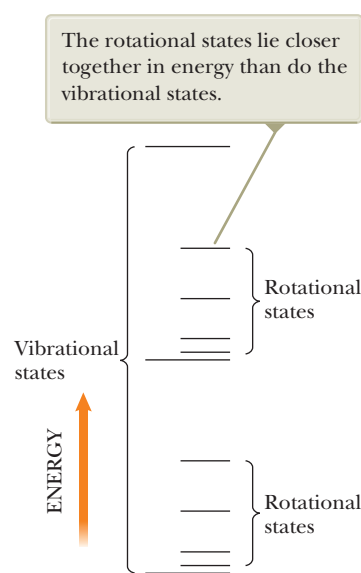 The rotational states lie closer
together in energy than do the
vibrational states.
Rotational
states
Vibrational
states
ENERGY
Rotational
states